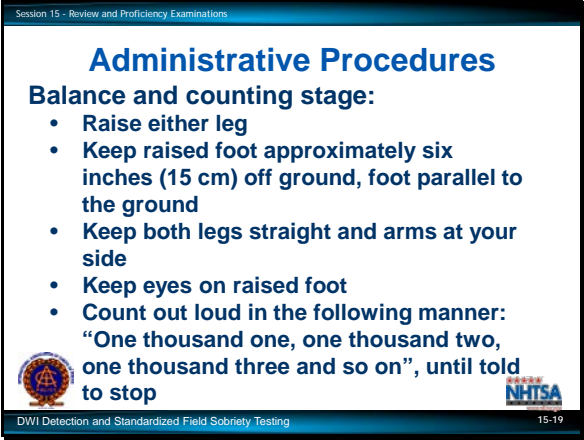 Session 15 - Review and Proficiency Examinations
Administrative Procedures
Balance and counting stage:
• Raise either leg
• Keep raised foot approximately six
inches (15 cm) off ground, foot parallel to
the ground
• Keep both legs straight and arms at your
side
• Keep eyes on raised foot
• Count out loud in the following manner:
“One thousand one, one thousand two,
one thousand three and so on”, until told
to stop
NHTSA
DWI Detection and Standardized Field Sobriety Testing
15-19